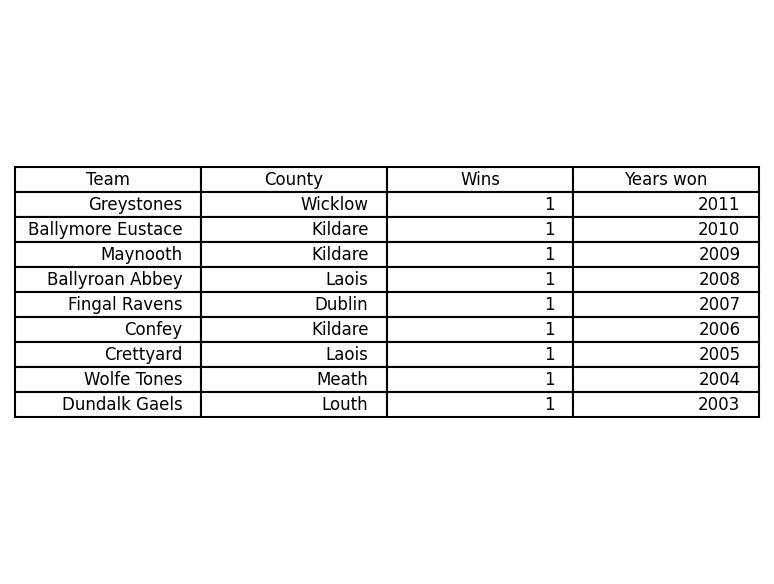 Team County Wins Years won
Greystones Wicklow 1 2011
Ballymore Eustace Kildare 1 2010
Maynooth Kildare 1 2009
Ballyroan Abbey Laois 1 2008
Fingal Ravens Dublin 1 2007
Confey Kildare 1 2006
Crettyard Laois 1 2005
Wolfe Tones Meath 1 2004
Dundalk Gaels Louth 1 2003